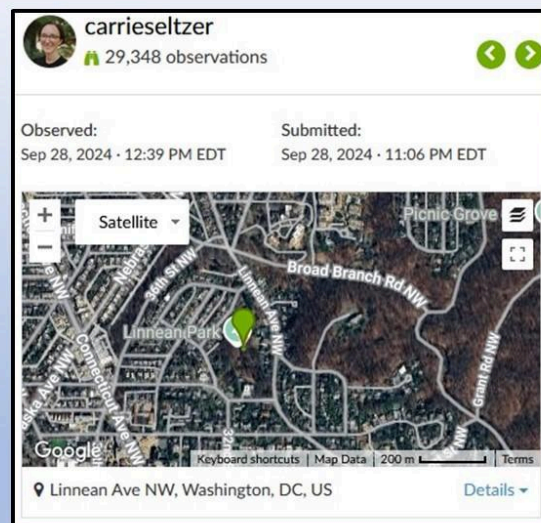 carrieseltzer
29,348 observations
Observed:
Submitted:
Sep 28, 2024 · 12:39 PM EDT
Sep 28, 2024 · 11:06 PM EDT
+
Satellite
−
Picnic Grove
36th St NW
Linnean Ave NW
Broad Branch Rd NW
Linnean Park
Connecticut Ave NW
Grant Rd NW
Google
Keyboard shortcuts
Map Data
200 m
Terms
Linnean Ave NW, Washington, DC, US
Details